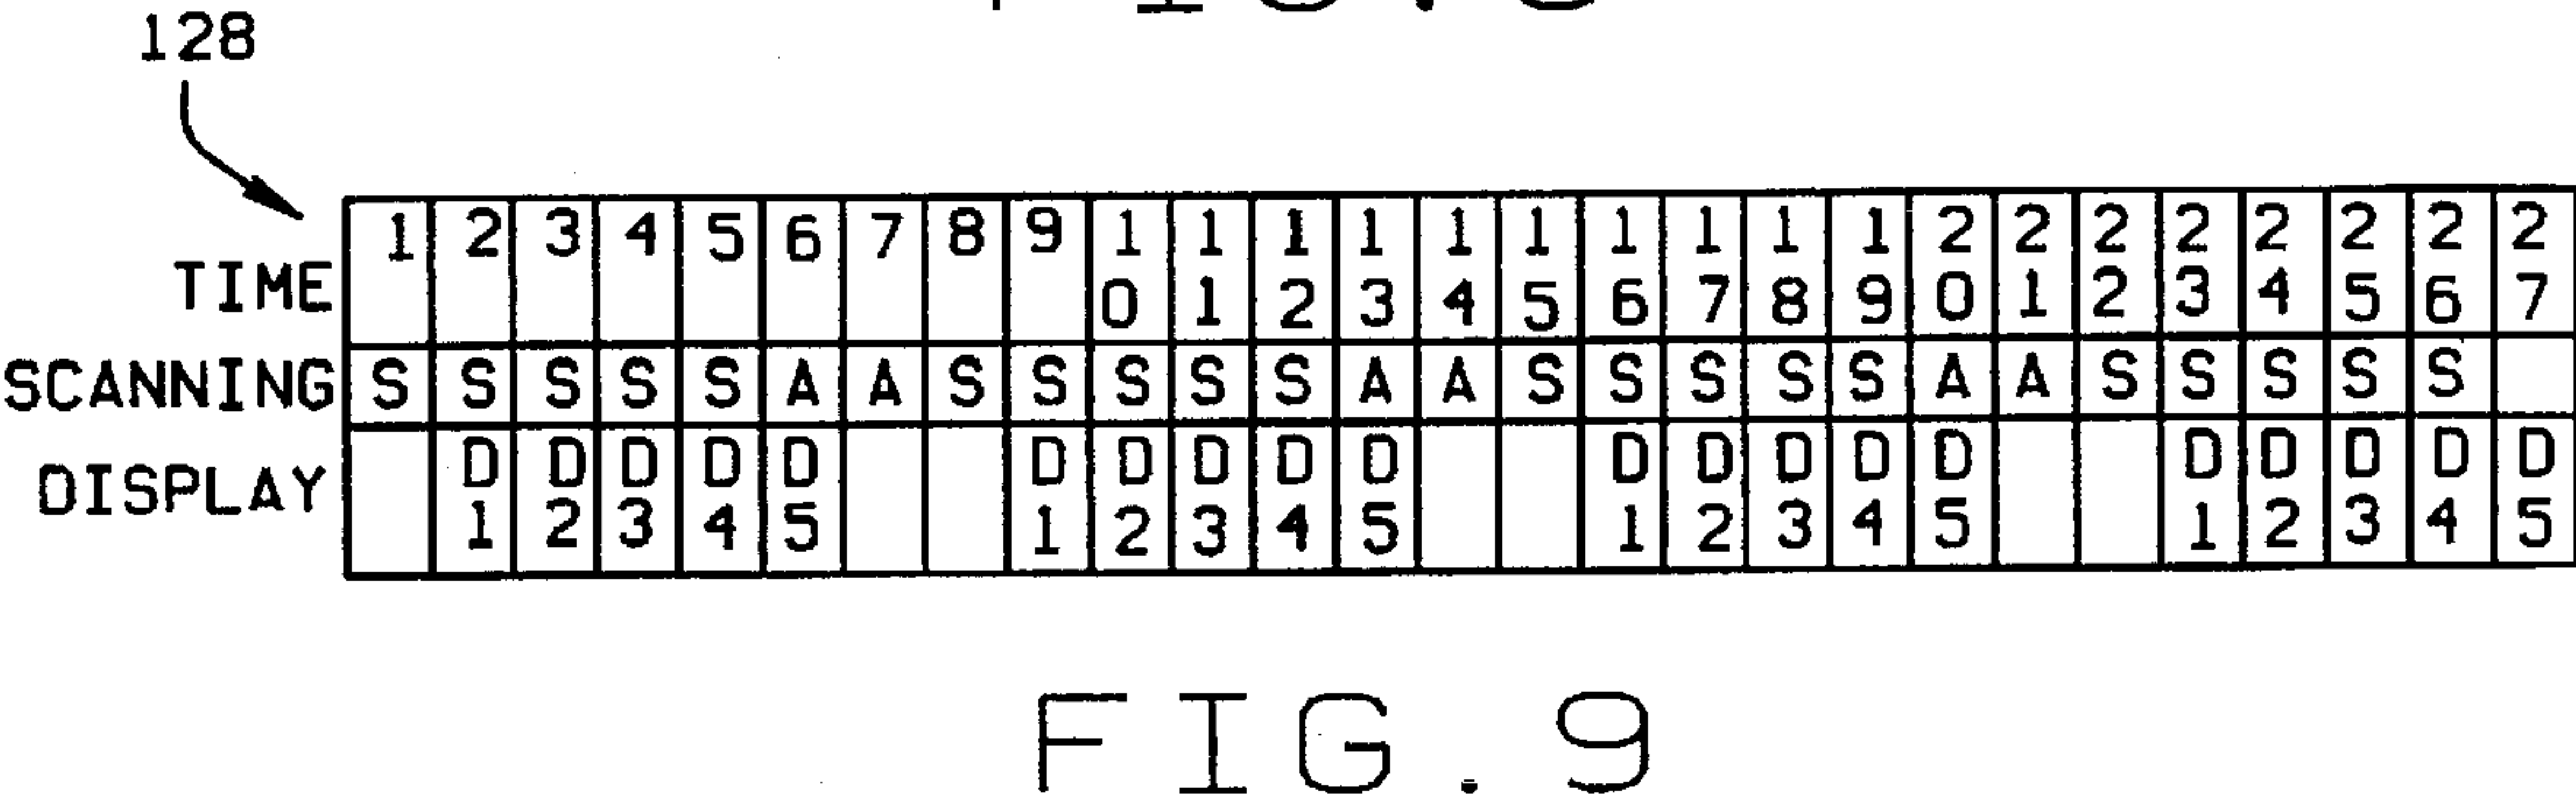 128
TIME 1 2 3 4 5 6 7 8 9 10 11 12 13 14 15 16 17 18 19 20 21 22 23 24 25 26 27
SCANNING S S S S S A A S S S S S A A S S S S S A A S S S S S
DISPLAY D1 D2 D3 D4 D5 D1 D2 D3 D4 D5 D1 D2 D3 D4 D5 D1 D2 D3 D4 D5
FIG.9